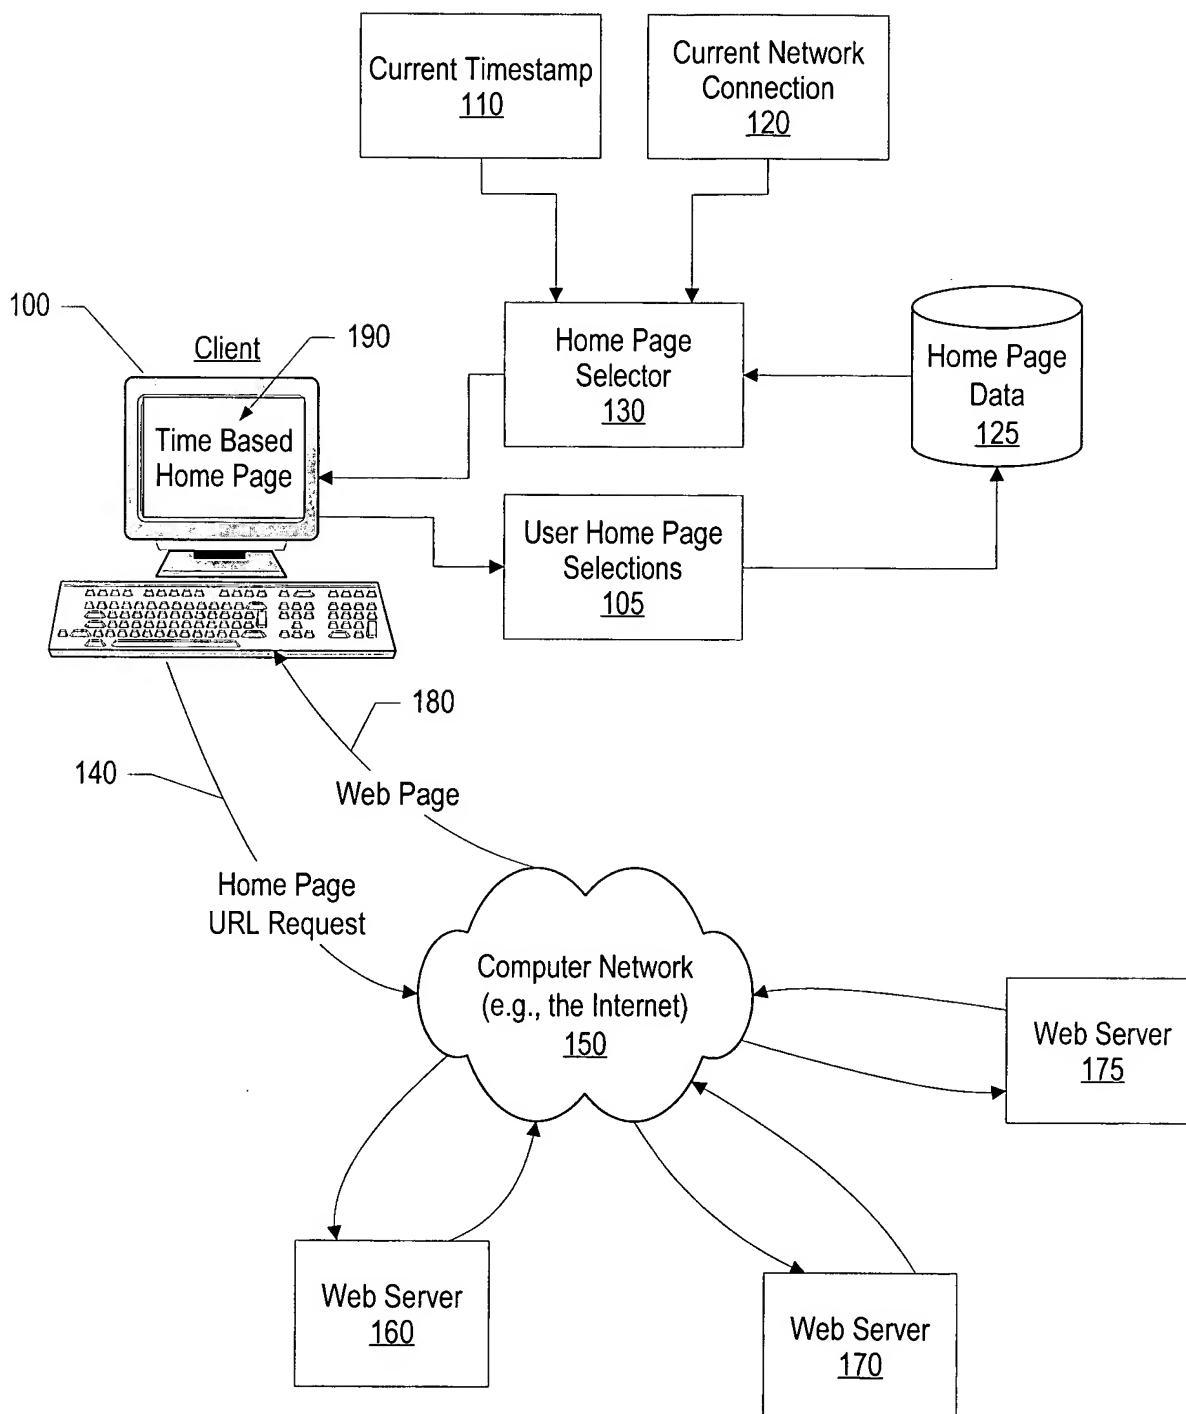 Current Timestamp
110
Current Network
Connection
120
100
Client
190
Time Based
Home Page
Home Page
Selector
130
Home Page
Data
125
User Home Page
Selections
105
180
140
Web Page
Home Page
URL Request
Computer Network
(e.g., the Internet)
150
Web Server
175
Web Server
160
Web Server
170